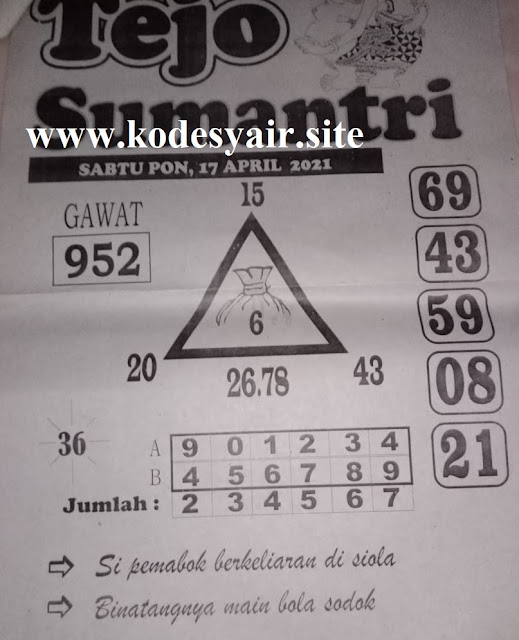 Tejo
Sumantri
www.kodesyair.site
SABTU PON, 17 APRIL 2021
GAWAT
952
15
6
20
26.78
43
69
43
59
08
21
36
A 9 0 1 2 3 4
B 4 5 6 7 8 9
Jumlah : 2 3 4 5 6 7
⇨ Si pemabok berkeliaran di siola
⇨ Binatangnya main bola sodok